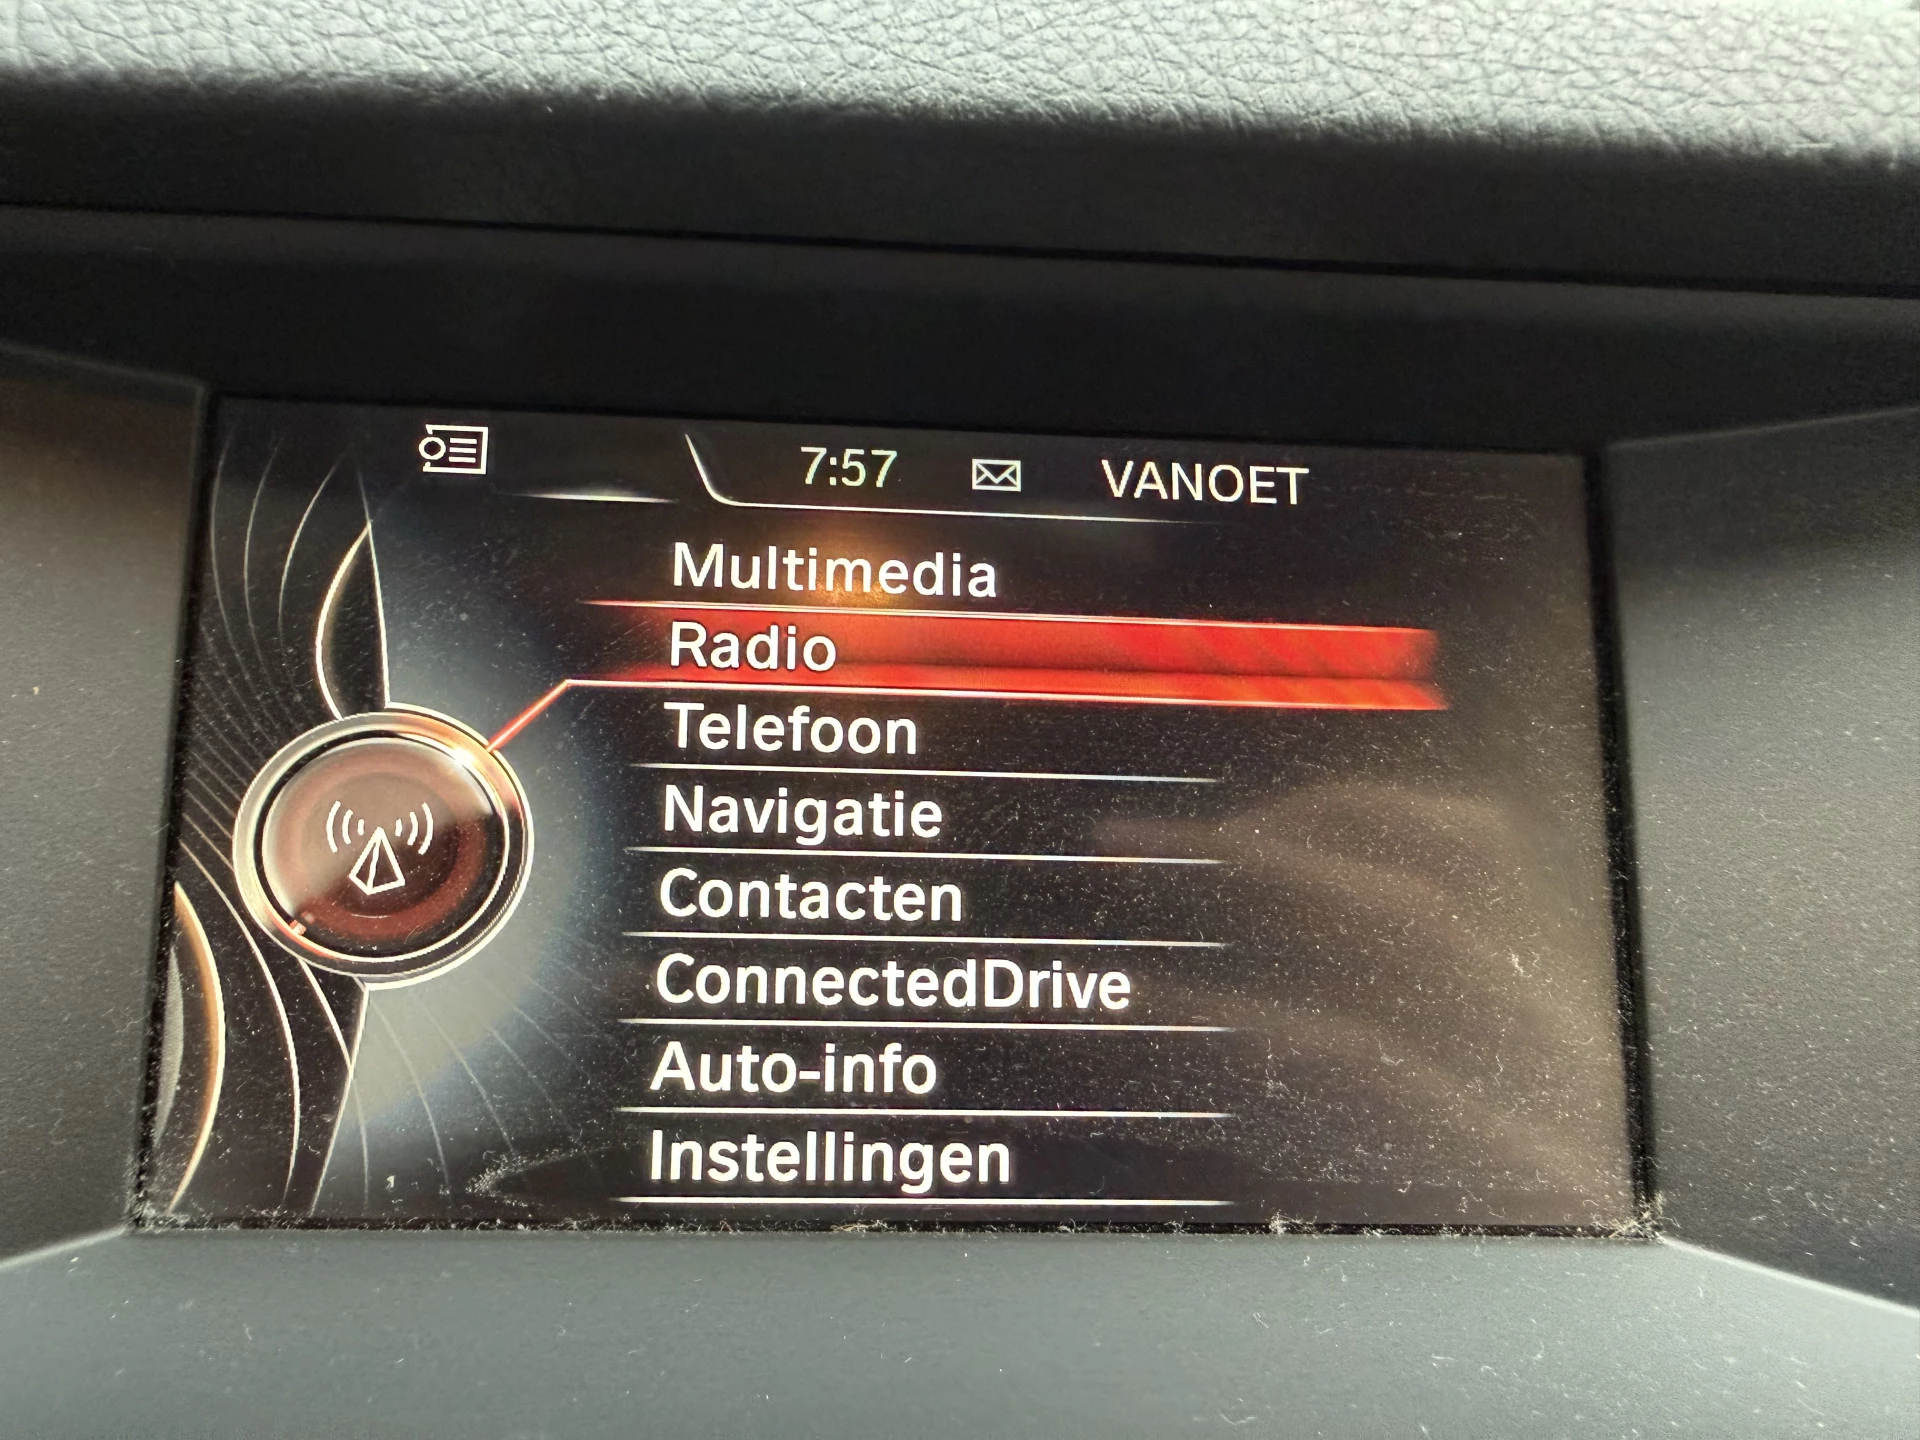 7:57 VANOET
Multimedia
Radio
Telefoon
Navigatie
Contacten
ConnectedDrive
Auto-info
Instellingen